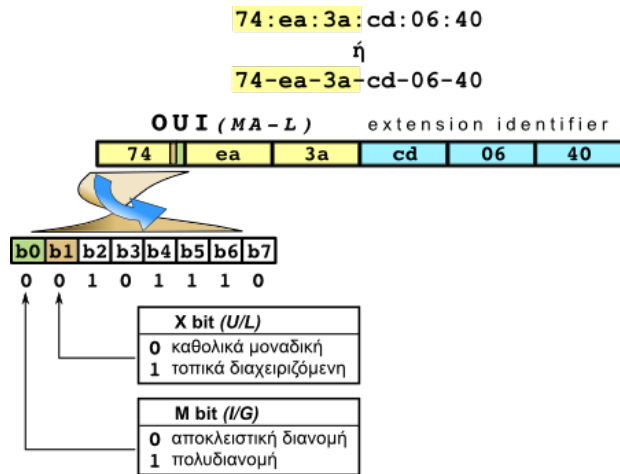 74:ea:3a:cd:06:40
ή
74-ea-3a-cd-06-40
OUI (MA-L) extension identifier
74 ea 3a cd 06 40
b0 b1 b2 b3 b4 b5 b6 b7
0 0 1 0 1 1 1 0
X bit (U/L)
0 καθολικά μοναδική
1 τοπικά διαχειριζόμενη
M bit (I/G)
0 αποκλειστική διανομή
1 πολυδιανομή